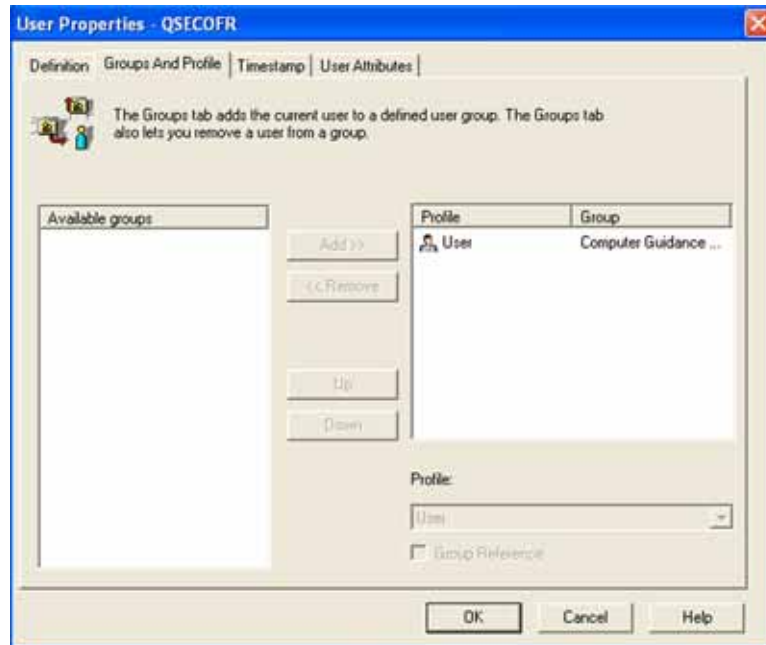 User Properties - QSECOFR
Definition Groups And Profile Timestamp User Attributes
The Groups tab adds the current user to a defined user group. The Groups tab
also lets you remove a user from a group.
Available groups
Profile Group
User Computer Guidance ...
Add >>
<< Remove
Up
Down
Profile:
User
Group Reference
OK Cancel Help